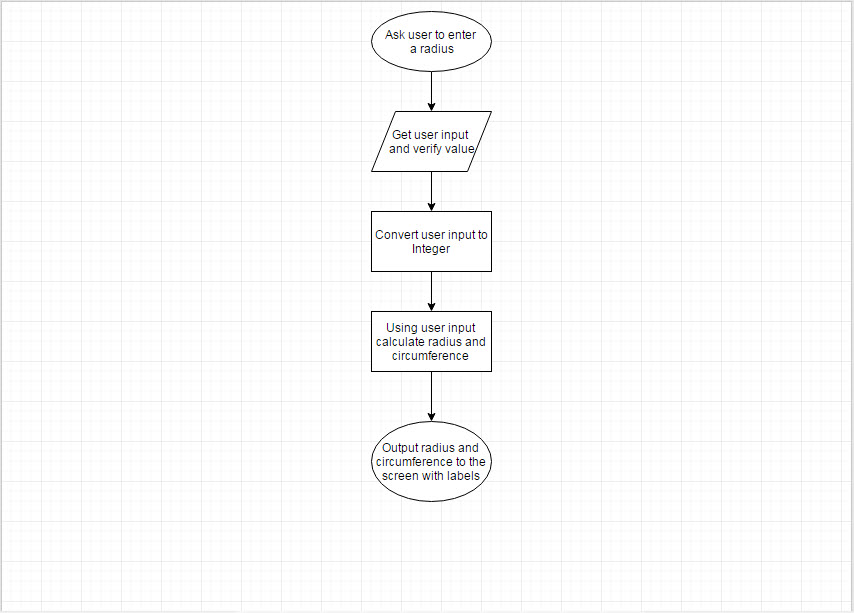 Ask user to enter
a radius
Get user input
and verify value
Convert user input to
Integer
Using user input
calculate radius and
circumference
Output radius and
circumference to the
screen with labels